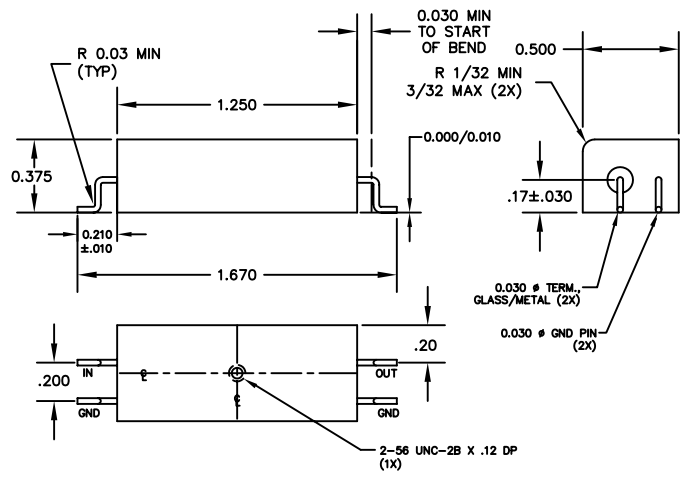 0.030 MIN
TO START
OF BEND
0.500
R 0.03 MIN
(TYP)
R 1/32 MIN
3/32 MAX (2X)
1.250
0.000/0.010
0.375
.17±.030
0.210
±.010
1.670
0.030 ø TERM.,
GLASS/METAL (2X)
0.030 ø GND PIN
(2X)
.20
IN
OUT
.200
℄
℄
GND
GND
2-56 UNC-2B X .12 DP
(1X)